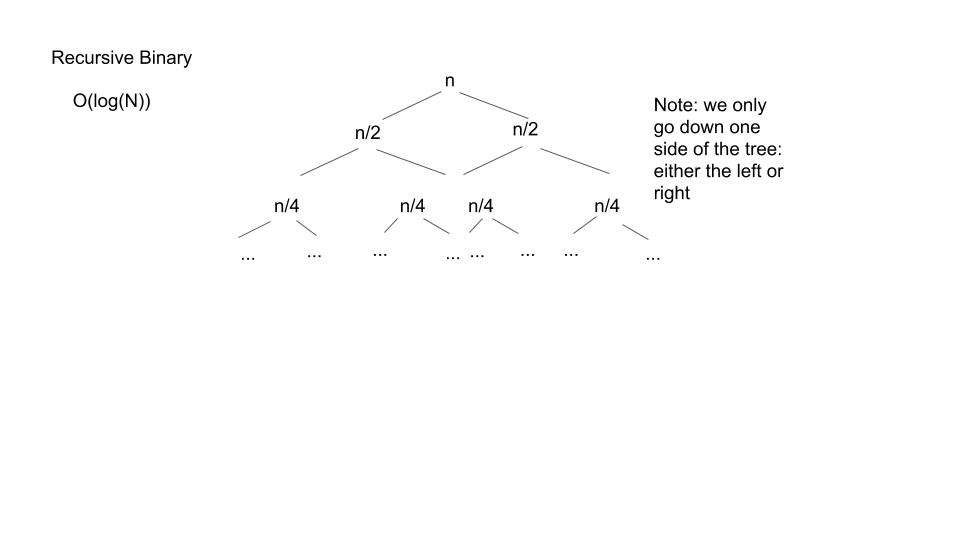 Recursive Binary
O(log(N))
n
n/2 n/2
n/4 n/4 n/4 n/4
... ... ... ... ... ... ... ...
Note: we only
go down one
side of the tree:
either the left or
right